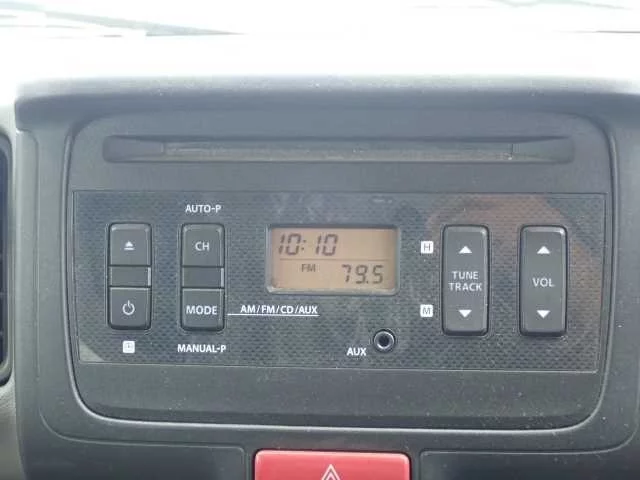 AUTO-P
CH
10:10
FM 79.5
H
TUNE
TRACK
VOL
MODE
AM/FM/CD/AUX
M
MANUAL-P
AUX